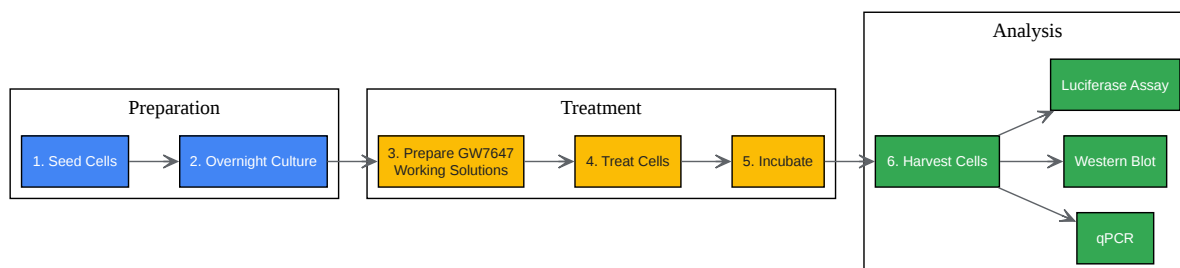 Preparation
1. Seed Cells
2. Overnight Culture
Treatment
3. Prepare GW7647
Working Solutions
4. Treat Cells
5. Incubate
Analysis
6. Harvest Cells
Luciferase Assay
Western Blot
qPCR